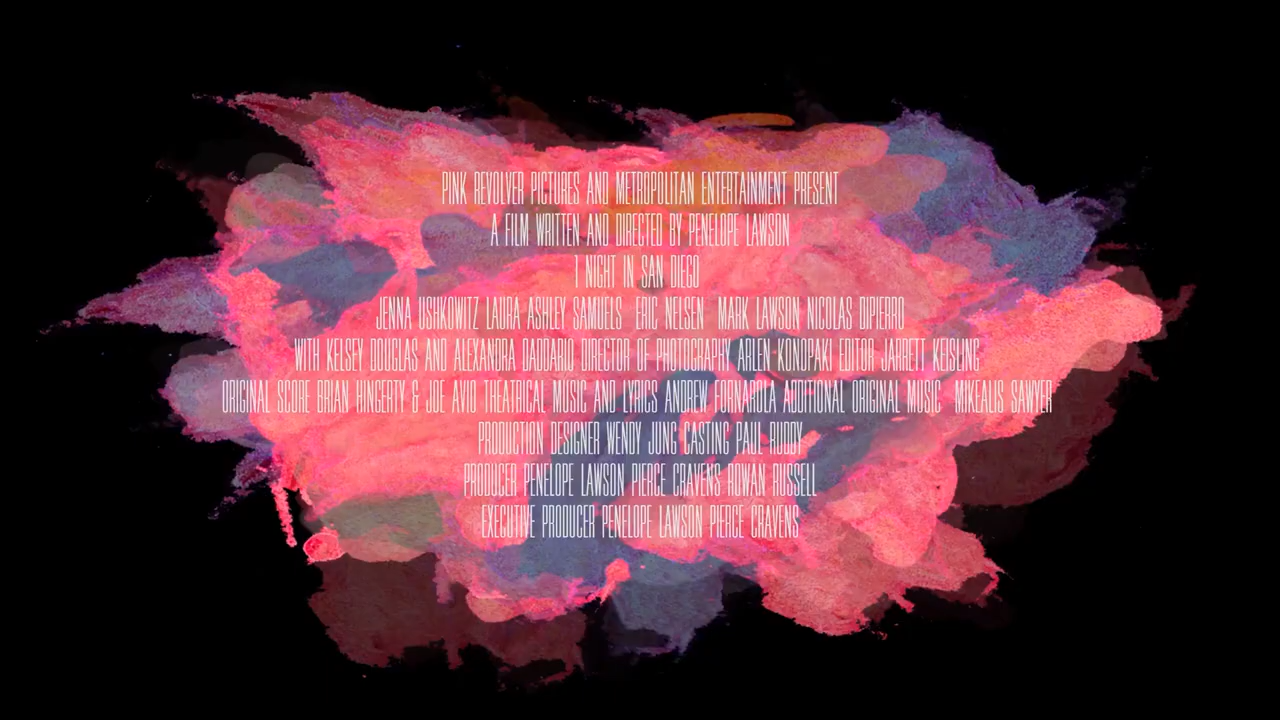 PINK REVOLVER PICTURES AND METROPOLITAN ENTERTAINMENT PRESENT
A FILM WRITTEN AND DIRECTED BY PENELOPE LAWSON
1 NIGHT IN SAN DIEGO
JENNA USHKOWITZ LAURA ASHLEY SAMUELS ERIC NELSEN MARK LAWSON NICOLAS DIPIERRO
WITH KELSEY DOUGLAS AND ALEXANDRA DADDARIO DIRECTOR OF PHOTOGRAPHY ARLEN KONOPAKI EDITOR JARRETT KEISLING
ORIGINAL SCORE BRIAN HINGERTY & JOE AVIO THEATRICAL MUSIC AND LYRICS ANDREW FORNAROLA ADDITIONAL ORIGINAL MUSIC MIKEALIS SAWYER
PRODUCTION DESIGNER WENDY JUNG CASTING PAUL RUDDY
PRODUCER PENELOPE LAWSON PIERCE CRAVENS ROWAN RUSSELL
EXECUTIVE PRODUCER PENELOPE LAWSON PIERCE CRAVENS